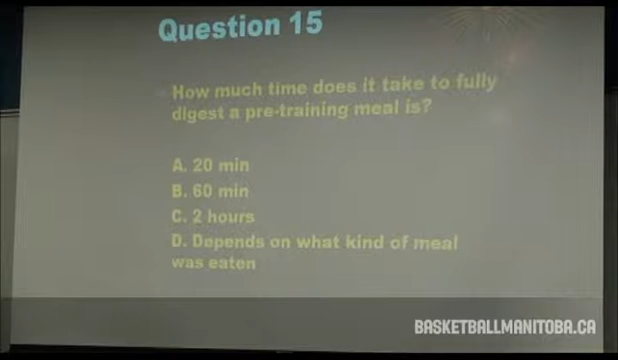 Question 15
How much time does it take to fully
digest a pre-training meal is?
A. 20 min
B. 60 min
C. 2 hours
D. Depends on what kind of meal
was eaten
BASKETBALLMANITOBA.CA